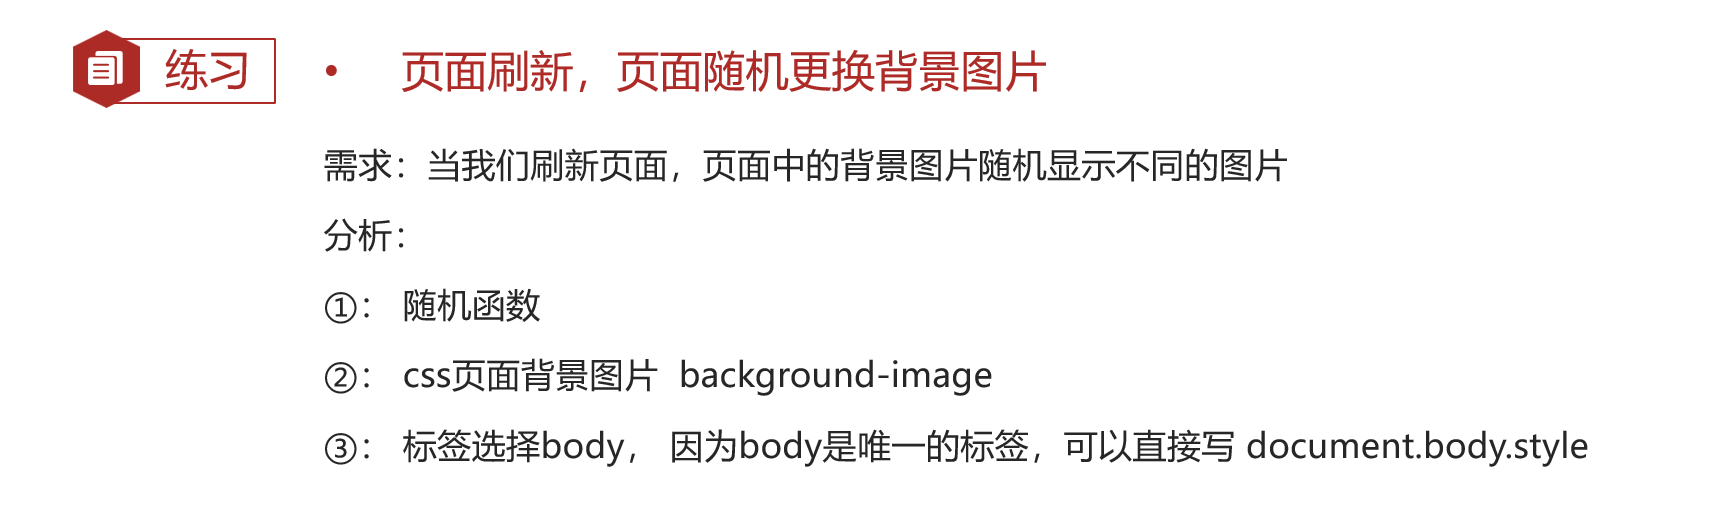 练习
• 页面刷新，页面随机更换背景图片
需求：当我们刷新页面，页面中的背景图片随机显示不同的图片
分析：
①： 随机函数
②： css页面背景图片 background-image
③： 标签选择body， 因为body是唯一的标签，可以直接写 document.body.style